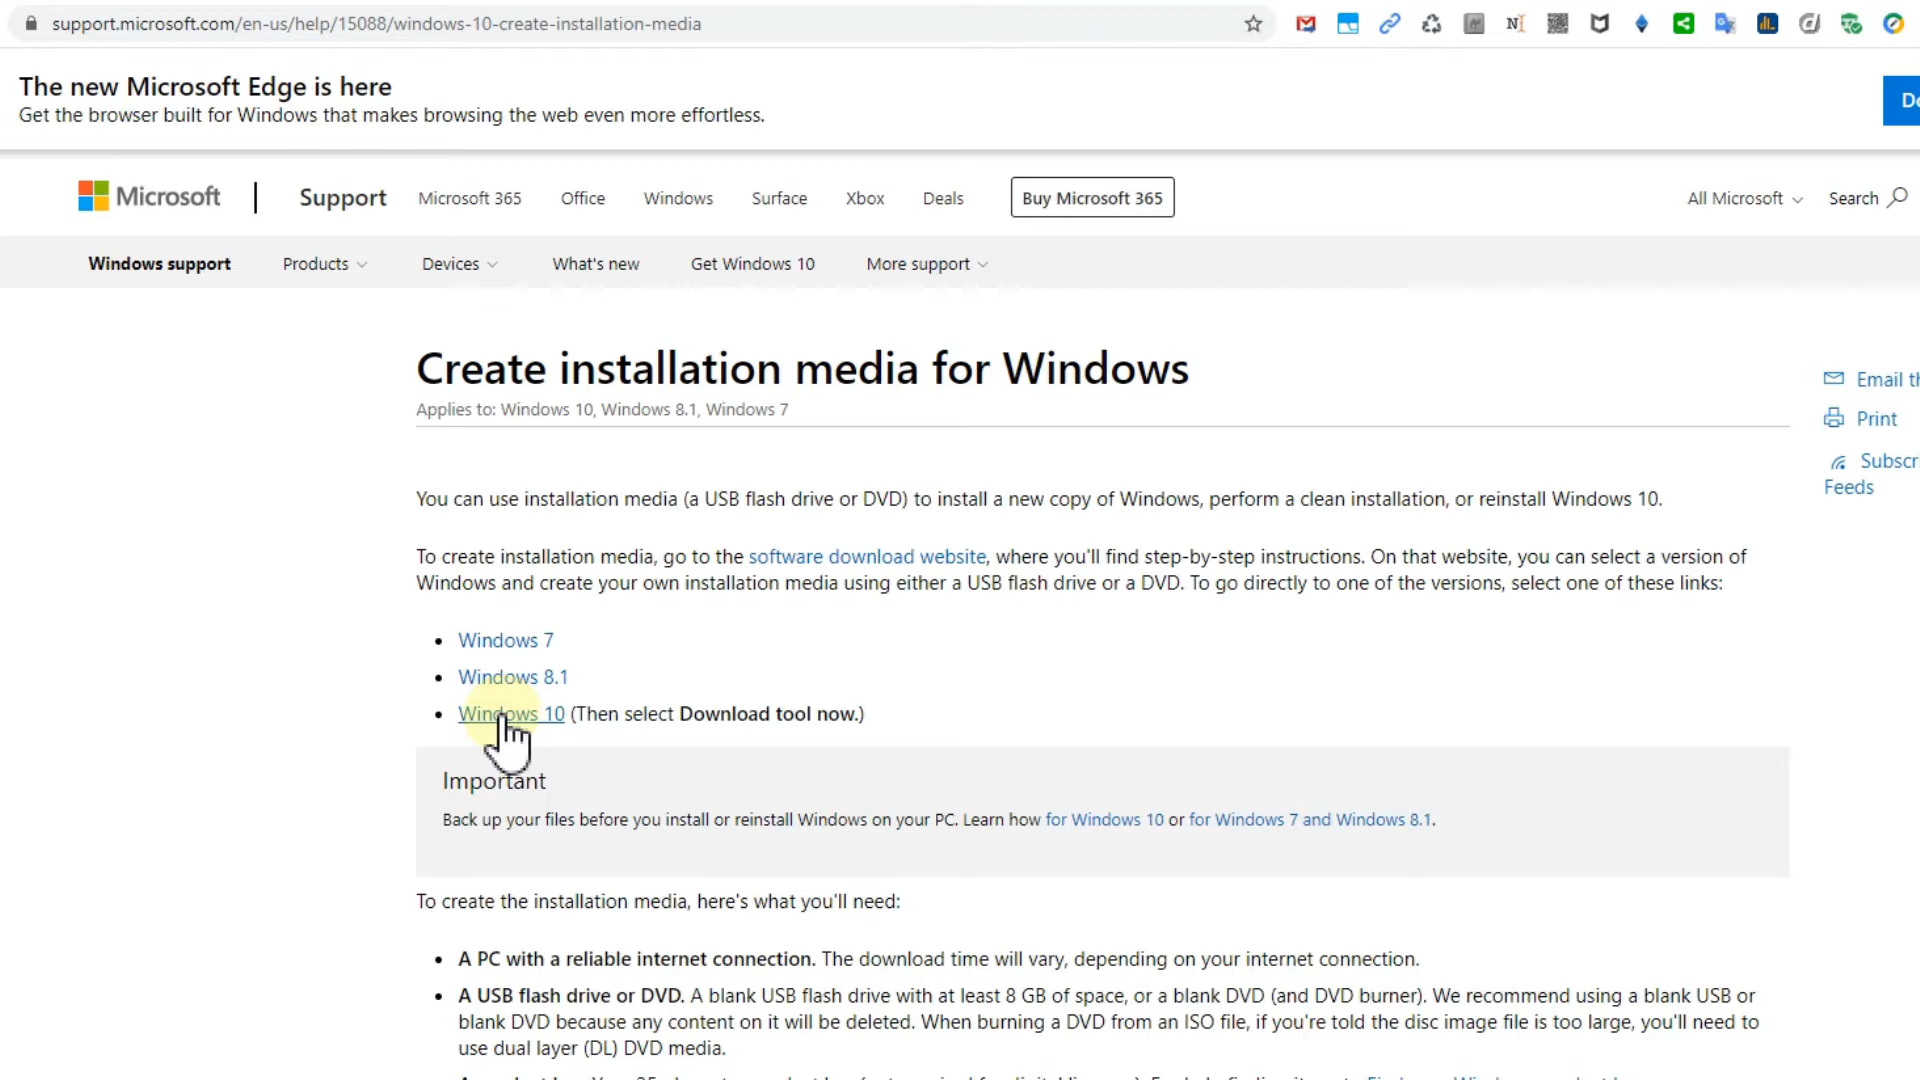 support.microsoft.com/en-us/help/15088/windows-10-create-installation-media
The new Microsoft Edge is here
Get the browser built for Windows that makes browsing the web even more effortless.
Microsoft Support Microsoft 365 Office Windows Surface Xbox Deals Buy Microsoft 365 All Microsoft Search
Windows support Products Devices What's new Get Windows 10 More support
Create installation media for Windows
Applies to: Windows 10, Windows 8.1, Windows 7
Email
Print
Feeds
You can use installation media (a USB flash drive or DVD) to install a new copy of Windows, perform a clean installation, or reinstall Windows 10.
To create installation media, go to the software download website, where you'll find step-by-step instructions. On that website, you can select a version of
Windows and create your own installation media using either a USB flash drive or a DVD. To go directly to one of the versions, select one of these links:
• Windows 7
• Windows 8.1
• Windows 10 (Then select Download tool now.)
Important
Back up your files before you install or reinstall Windows on your PC. Learn how for Windows 10 or for Windows 7 and Windows 8.1.
To create the installation media, here's what you'll need:
• A PC with a reliable internet connection. The download time will vary, depending on your internet connection.
• A USB flash drive or DVD. A blank USB flash drive with at least 8 GB of space, or a blank DVD (and DVD burner). We recommend using a blank USB or
blank DVD because any content on it will be deleted. When burning a DVD from an ISO file, if you're told the disc image file is too large, you'll need to
use dual layer (DL) DVD media.